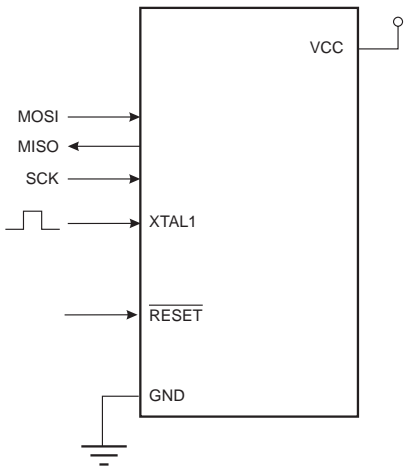 VCC
MOSI
MISO
SCK
XTAL1
RESET
GND